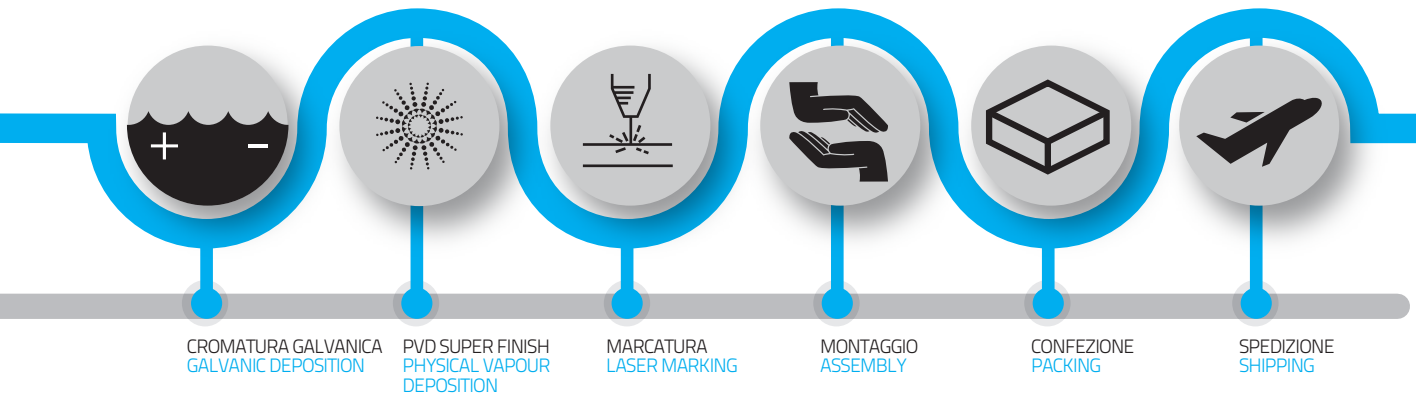 CROMATURA GALVANICA
GALVANIC DEPOSITION
PVD SUPER FINISH
PHYSICAL VAPOUR
DEPOSITION
MARCATURA
LASER MARKING
MONTAGGIO
ASSEMBLY
CONFEZIONE
PACKING
SPEDIZIONE
SHIPPING